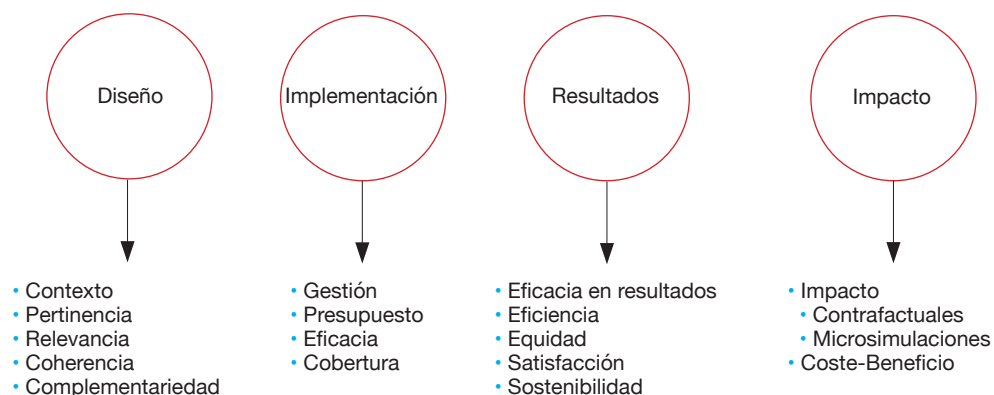 Diseño
Implementación
Resultados
Impacto
• Contexto
• Pertinencia
• Relevancia
• Coherencia
• Complementariedad
• Gestión
• Presupuesto
• Eficacia
• Cobertura
• Eficacia en resultados
• Eficiencia
• Equidad
• Satisfacción
• Sostenibilidad
• Impacto
• Contrafactuales
• Microsimulaciones
• Coste-Beneficio